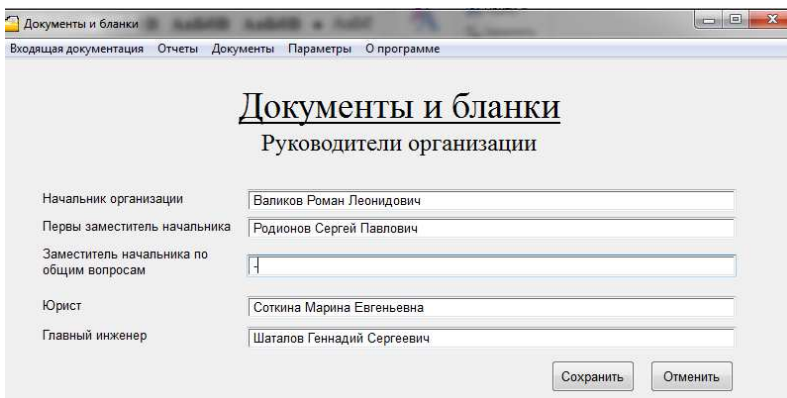 Документы и бланки
Входящая документация Отчеты Документы Параметры О программе
Документы и бланки
Руководители организации
Начальник организации Валиков Роман Леонидович
Первы заместитель начальника Родионов Сергей Павлович
Заместитель начальника по
общим вопросам -
Юрист Соткина Марина Евгеньевна
Главный инженер Шаталов Геннадий Сергеевич
Сохранить Отменить